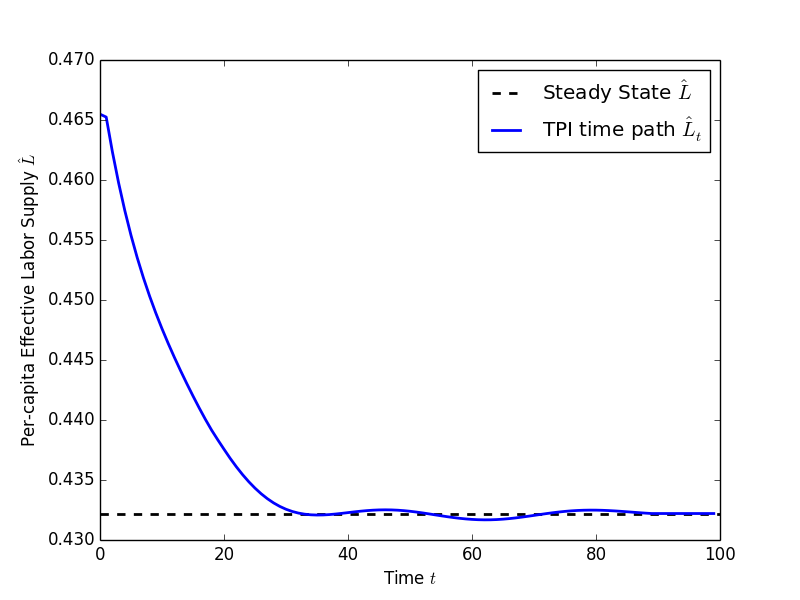 0.470
0.465
0.460
0.455
0.450
0.445
0.440
0.435
0.430
Per-capita Effective Labor Supply L̂
Steady State L̂
TPI time path L̂ₜ
0 20 40 60 80 100
Time t